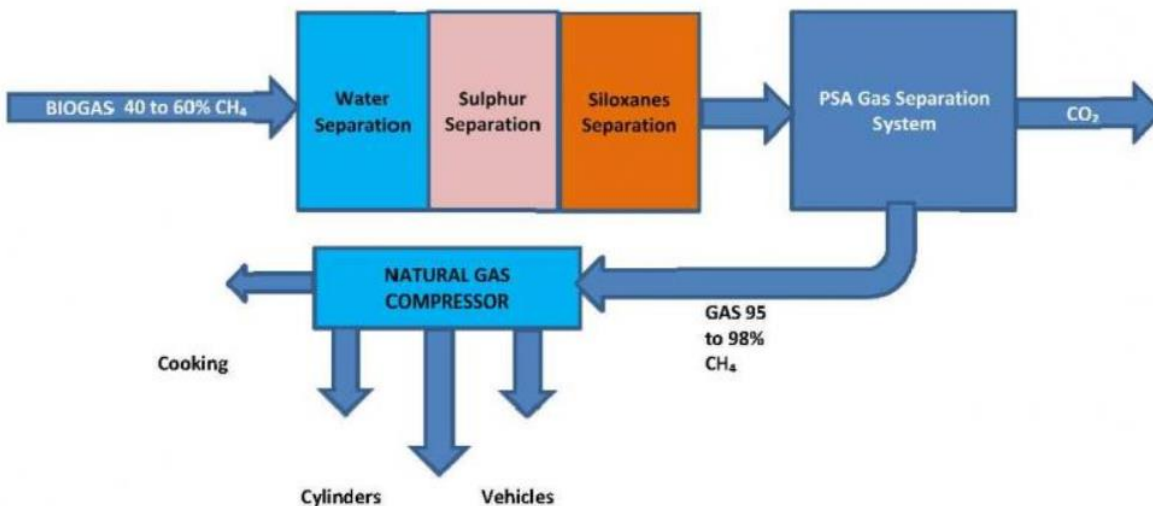 BIOGAS 40 to 60% CH₄
Water
Separation
Sulphur
Separation
Siloxanes
Separation
PSA Gas Separation
System
CO₂
NATURAL GAS
COMPRESSOR
GAS 95
to 98%
CH₄
Cooking
Cylinders
Vehicles